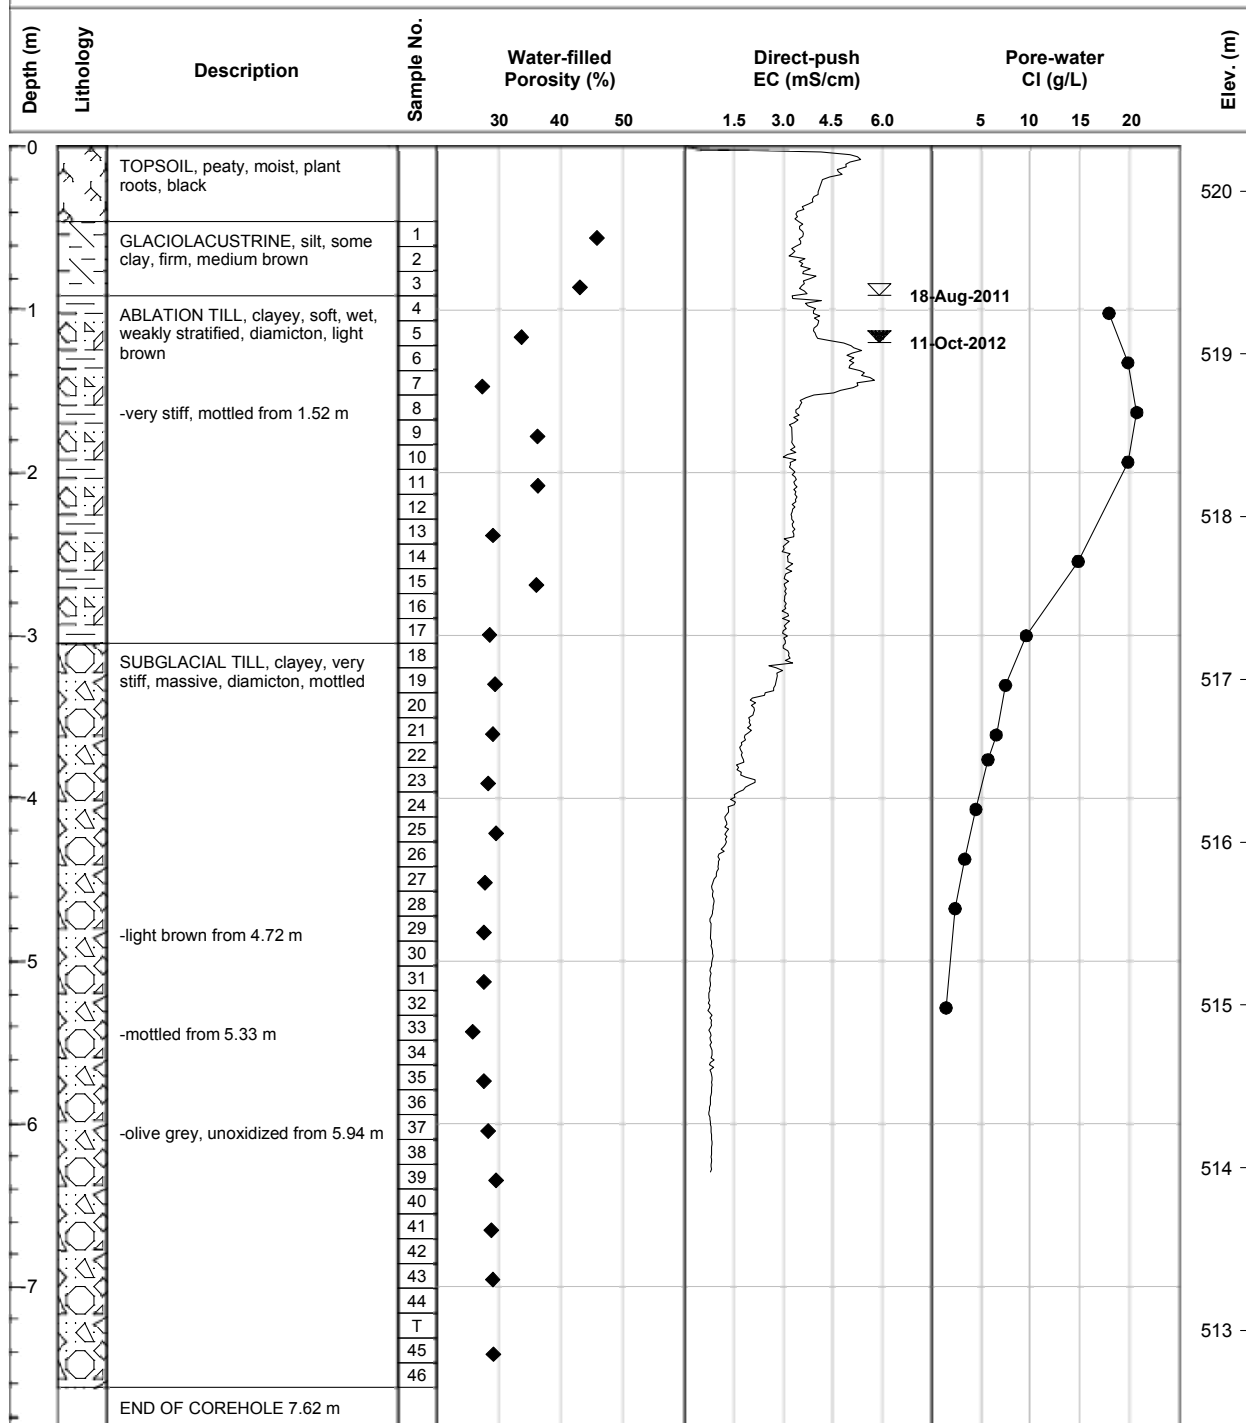 Depth (m)
Lithology
Description
Sample No.
Water-filled
Porosity (%)
30 40 50
Direct-push
EC (mS/cm)
1.5 3.0 4.5 6.0
Pore-water
Cl (g/L)
5 10 15 20
Elev. (m)
0
TOPSOIL, peaty, moist, plant
roots, black
520
1
GLACIOLACUSTRINE, silt, some
clay, firm, medium brown
2
3
18-Aug-2011
1
ABLATION TILL, clayey, soft, wet,
weakly stratified, diamicton, light
brown
4
5
11-Oct-2012
519
6
7
-very stiff, mottled from 1.52 m
8
9
10
2
11
12
518
13
14
15
16
17
3
SUBGLACIAL TILL, clayey, very
stiff, massive, diamicton, mottled
18
19
517
20
21
22
23
4
24
25
516
26
27
28
-light brown from 4.72 m
29
30
5
31
32
515
33
-mottled from 5.33 m
34
35
36
6
-olive grey, unoxidized from 5.94 m
37
38
514
39
40
41
42
43
7
44
T
513
45
46
END OF COREHOLE 7.62 m